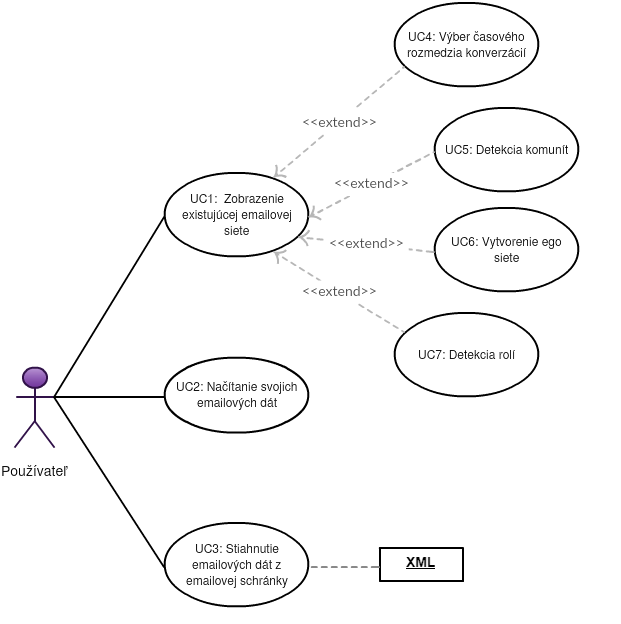 UC4: Výber časového
rozmedzia konverzácií
<<extend>>
UC5: Detekcia komunít
<<extend>>
UC1: Zobrazenie
existujúcej emailovej
siete
<<extend>>
UC6: Vytvorenie ego
siete
<<extend>>
UC7: Detekcia rolí
UC2: Načítanie svojich
emailových dát
Používateľ
UC3: Stiahnutie
emailových dát z
emailovej schránky
XML